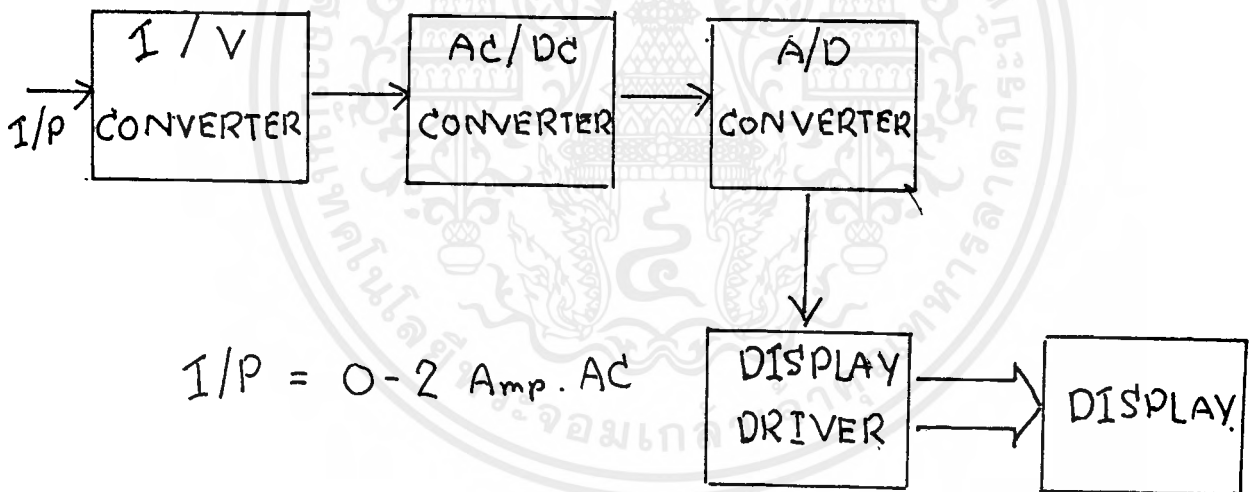 I/P
I / V
CONVERTER
AC/DC
CONVERTER
A/D
CONVERTER
DISPLAY
DRIVER
DISPLAY
I/P = 0-2 Amp. AC